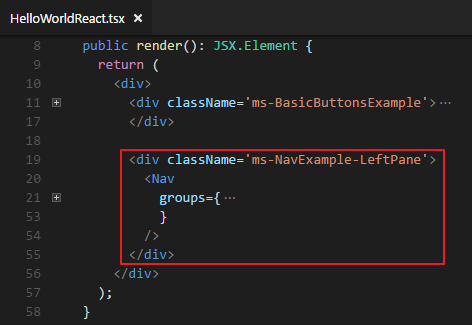 HelloWorldReact.tsx ×
8 public render(): JSX.Element {
9 return (
10 <div>
11 <div className='ms-BasicButtonsExample'>⋯
17 </div>
18
19 <div className='ms-NavExample-LeftPane'>
20 <Nav
21 groups={⋯
53 }
54 />
55 </div>
56 </div>
57 );
58 }